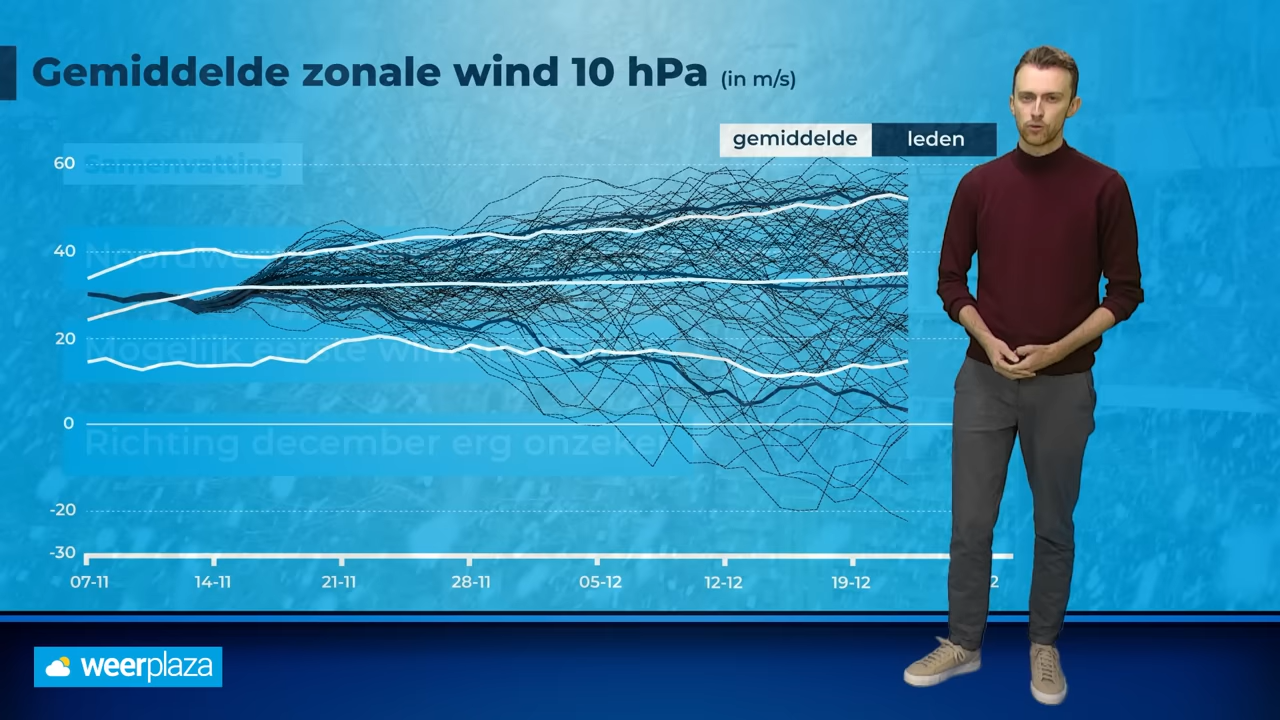 Gemiddelde zonale wind 10 hPa (in m/s)
gemiddelde leden
60
Samenvatting
40
20
Mogelijk eerste
0
Richting december erg
-20
-30
07-11 14-11 21-11 28-11 05-12 12-12 19-12
weerplaza